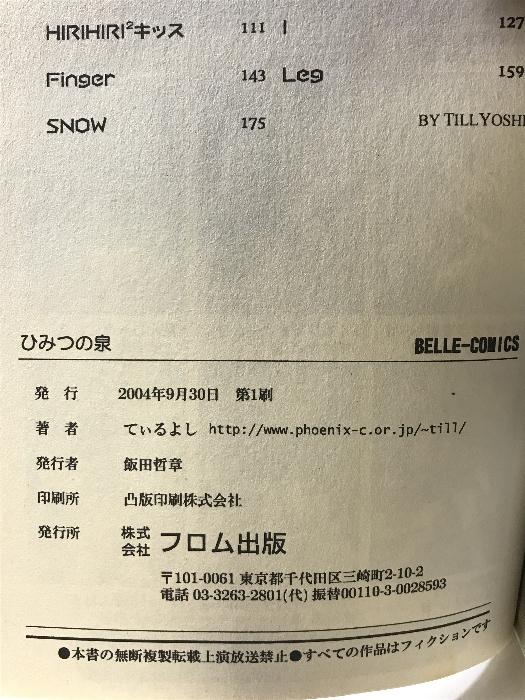 HIRIHIRI²キッス 111 I 127
Finger 143 Leg 159
SNOW 175
BY TILLYOSHI
ひみつの泉 BELLE-COMICS
発 行 2004年9月30日 第1刷
著 者 てぃるよし http://www.phoenix-c.or.jp/~till/
発行者 飯田哲章
印刷所 凸版印刷株式会社
発行所 株式会社 フロム出版
〒101-0061 東京都千代田区三崎町2-10-2
電話 03-3263-2801(代) 振替00110-3-0028593
●本書の無断複製転載上演放送禁止●すべての作品はフィクションです